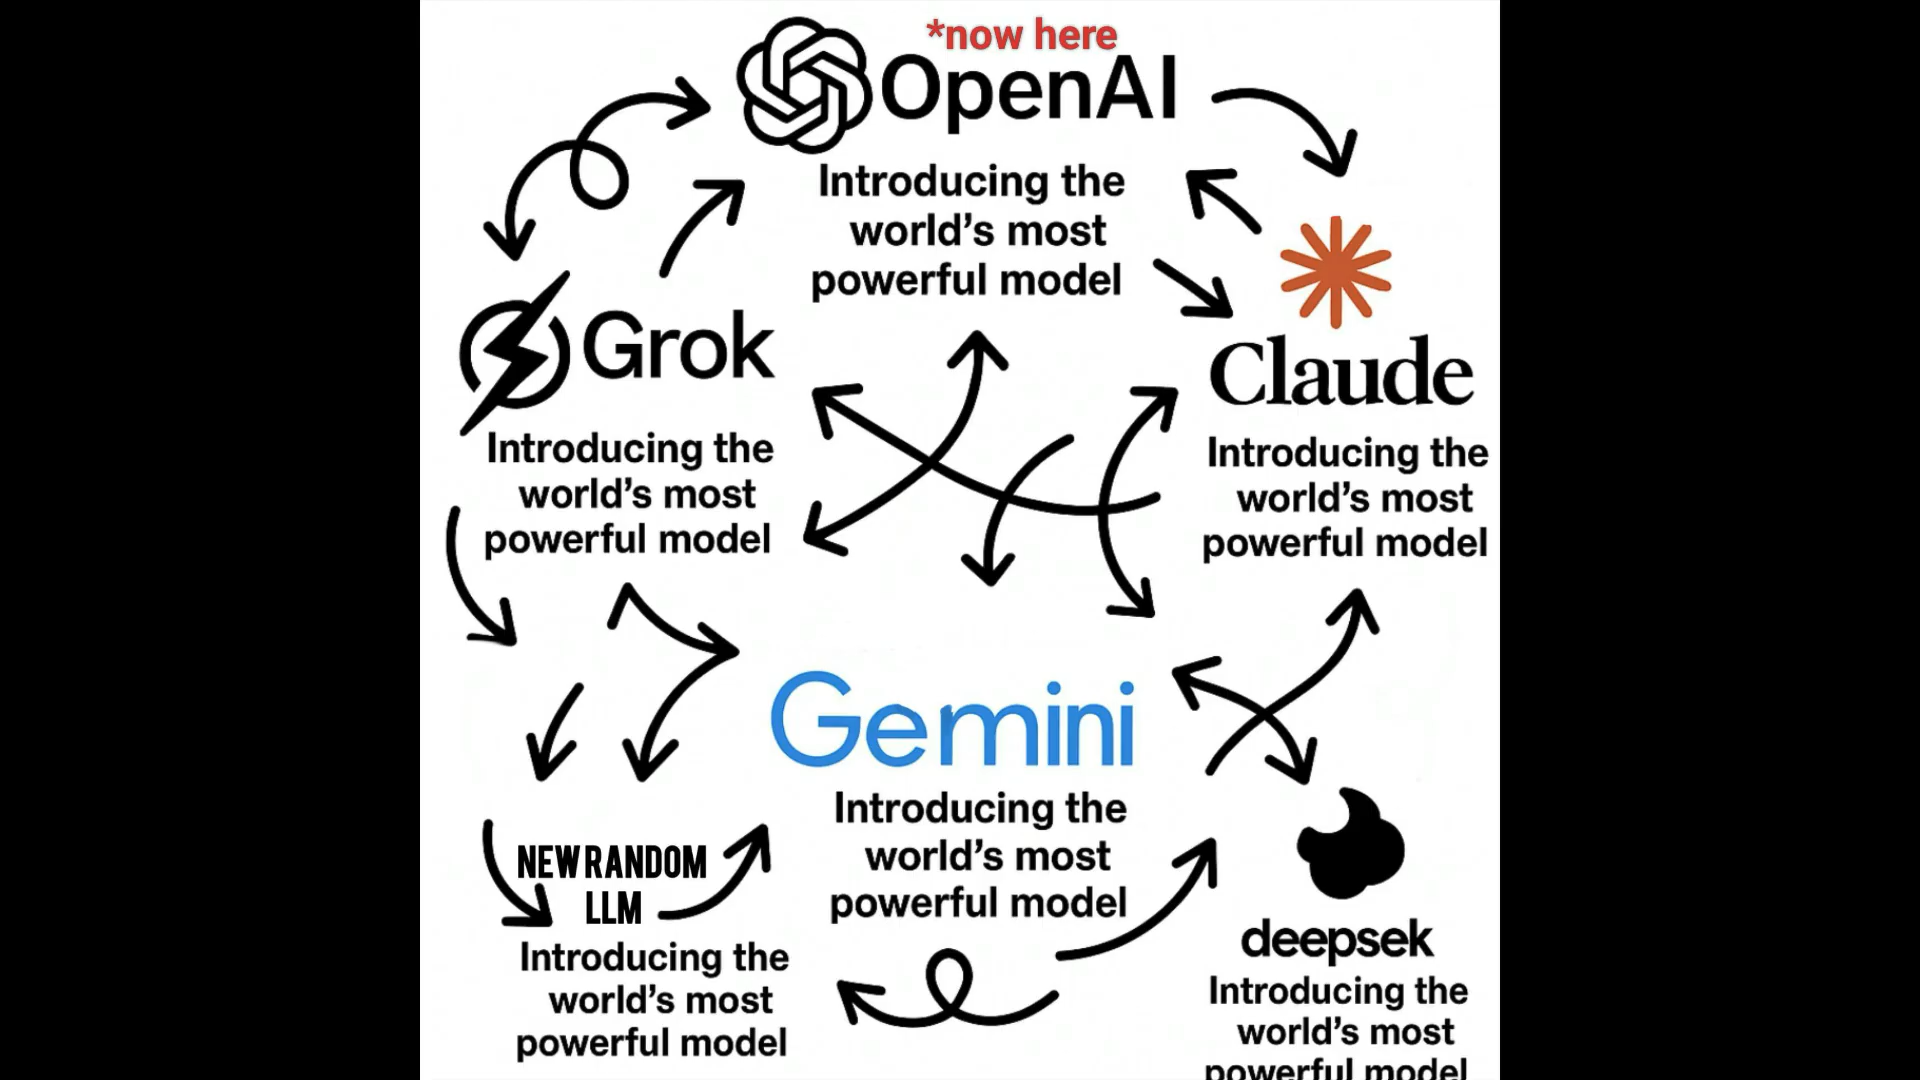 *now here
OpenAI
Introducing the
world's most
powerful model
Grok
Introducing the
world's most
powerful model
Claude
Introducing the
world's most
powerful model
Gemini
Introducing the
world's most
powerful model
NEW RANDOM
LLM
Introducing the
world's most
powerful model
deepsek
Introducing the
world's most
powerful model